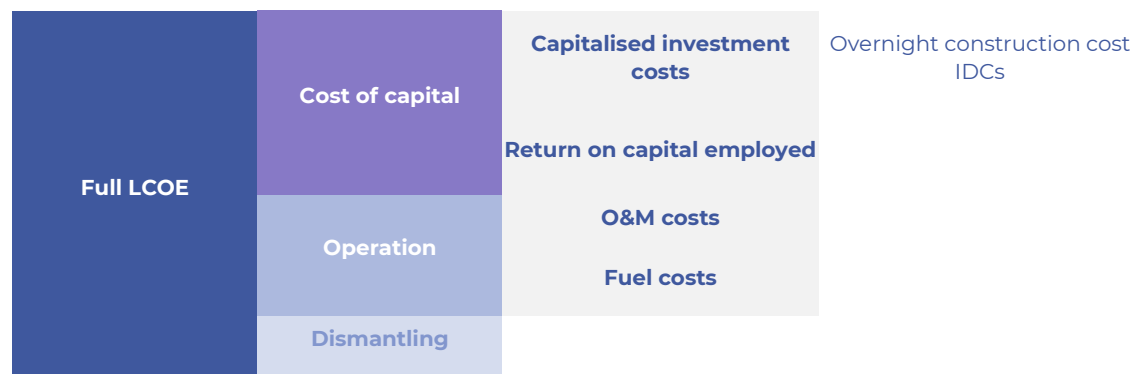 Full LCOE
Cost of capital
Operation
Dismantling
Capitalised investment
costs
Return on capital employed
O&M costs
Fuel costs
Overnight construction cost
IDCs